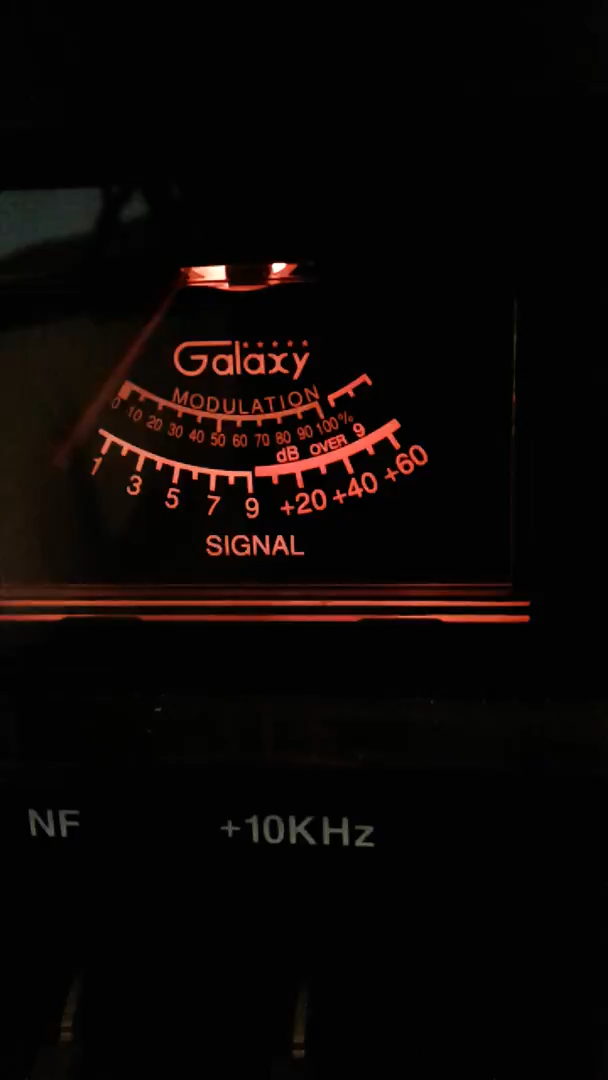 Galaxy
MODULATION
0 10 20 30 40 50 60 70 80 90 100%
dB OVER 9
1 3 5 7 9 +20 +40 +60
SIGNAL
NF +10KHz